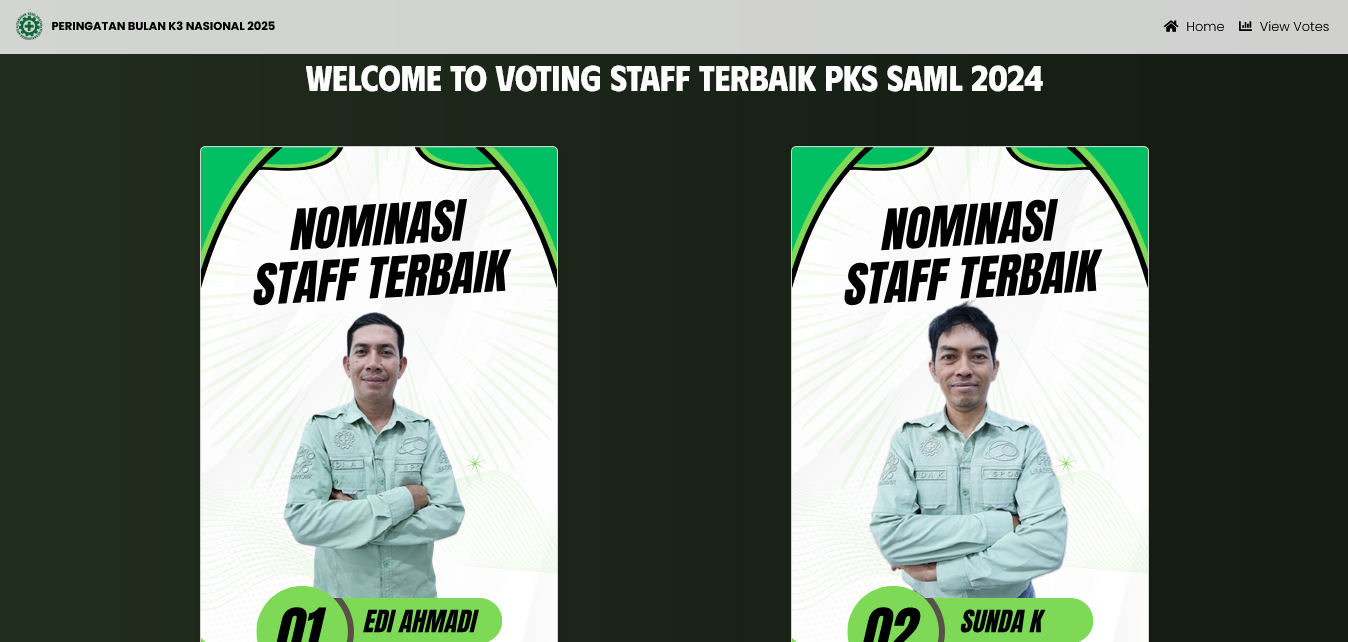 PERINGATAN BULAN K3 NASIONAL 2025
Home
View Votes
WELCOME TO VOTING STAFF TERBAIK PKS SAML 2024
NOMINASI
STAFF TERBAIK
01
EDI AHMADI
NOMINASI
STAFF TERBAIK
02
SUNDA K